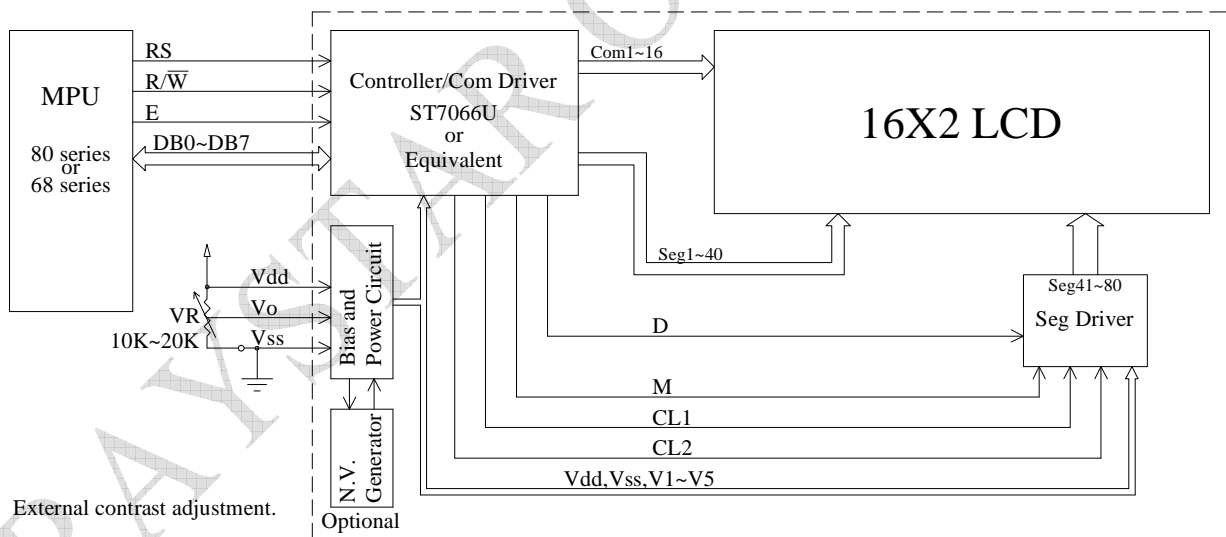 RS
R/W̅
E
DB0~DB7
MPU
80 series
or
68 series
Controller/Com Driver
ST7066U
or
Equivalent
Com1~16
16X2 LCD
Seg1~40
Seg41~80
Seg Driver
Vdd
Vo
Vss
VR
10K~20K
Bias and
Power Circuit
D
M
CL1
CL2
Vdd,Vss,V1~V5
N.V.
Generator
Optional
External contrast adjustment.